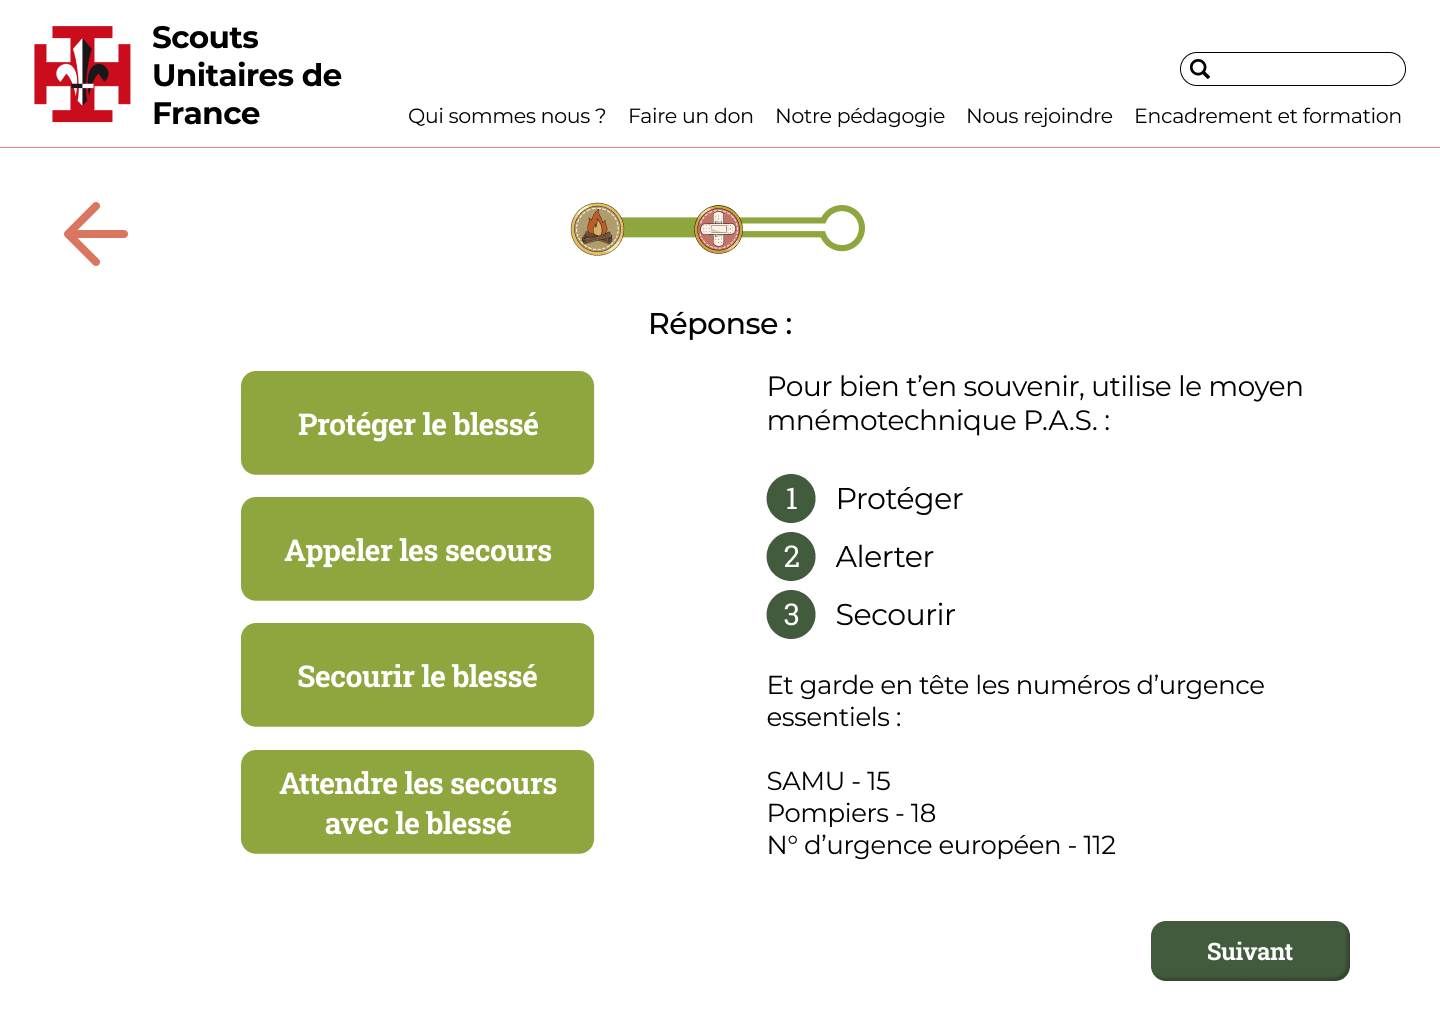 Scouts
Unitaires de
France
Qui sommes nous ? Faire un don Notre pédagogie Nous rejoindre Encadrement et formation
Réponse :
Protéger le blessé
Appeler les secours
Secourir le blessé
Attendre les secours
avec le blessé
Pour bien t’en souvenir, utilise le moyen
mnémotechnique P.A.S. :
1 Protéger
2 Alerter
3 Secourir
Et garde en tête les numéros d’urgence
essentiels :
SAMU - 15
Pompiers - 18
N° d’urgence européen - 112
Suivant